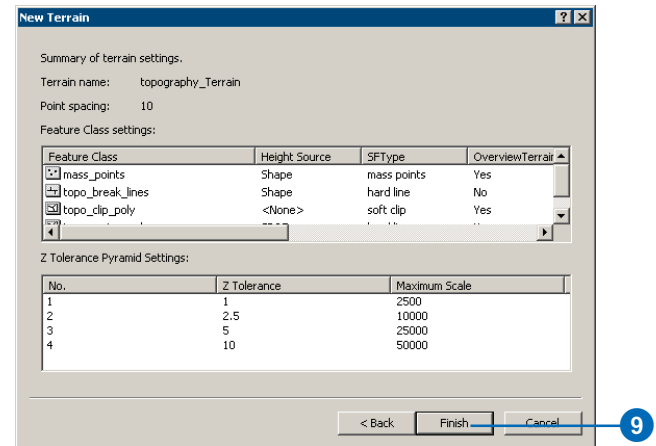 New Terrain
Summary of terrain settings.
Terrain name: topography_Terrain
Point spacing: 10
Feature Class settings:
Feature Class Height Source SFType
mass_points Shape mass points Yes
topo_break_lines Shape hard line No
topo_clip_poly <None> soft clip Yes
Z Tolerance Pyramid Settings:
No. Z Tolerance Maximum Scale
1 1 2500
2 2.5 10000
3 5 25000
4 10 50000
< Back Finish Cancel
9